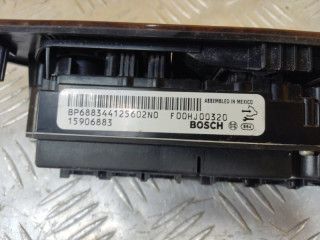 ASSEMBLED IN MEXICO
BP688344125602N0 F00HJ00320
15906883 BOSCH